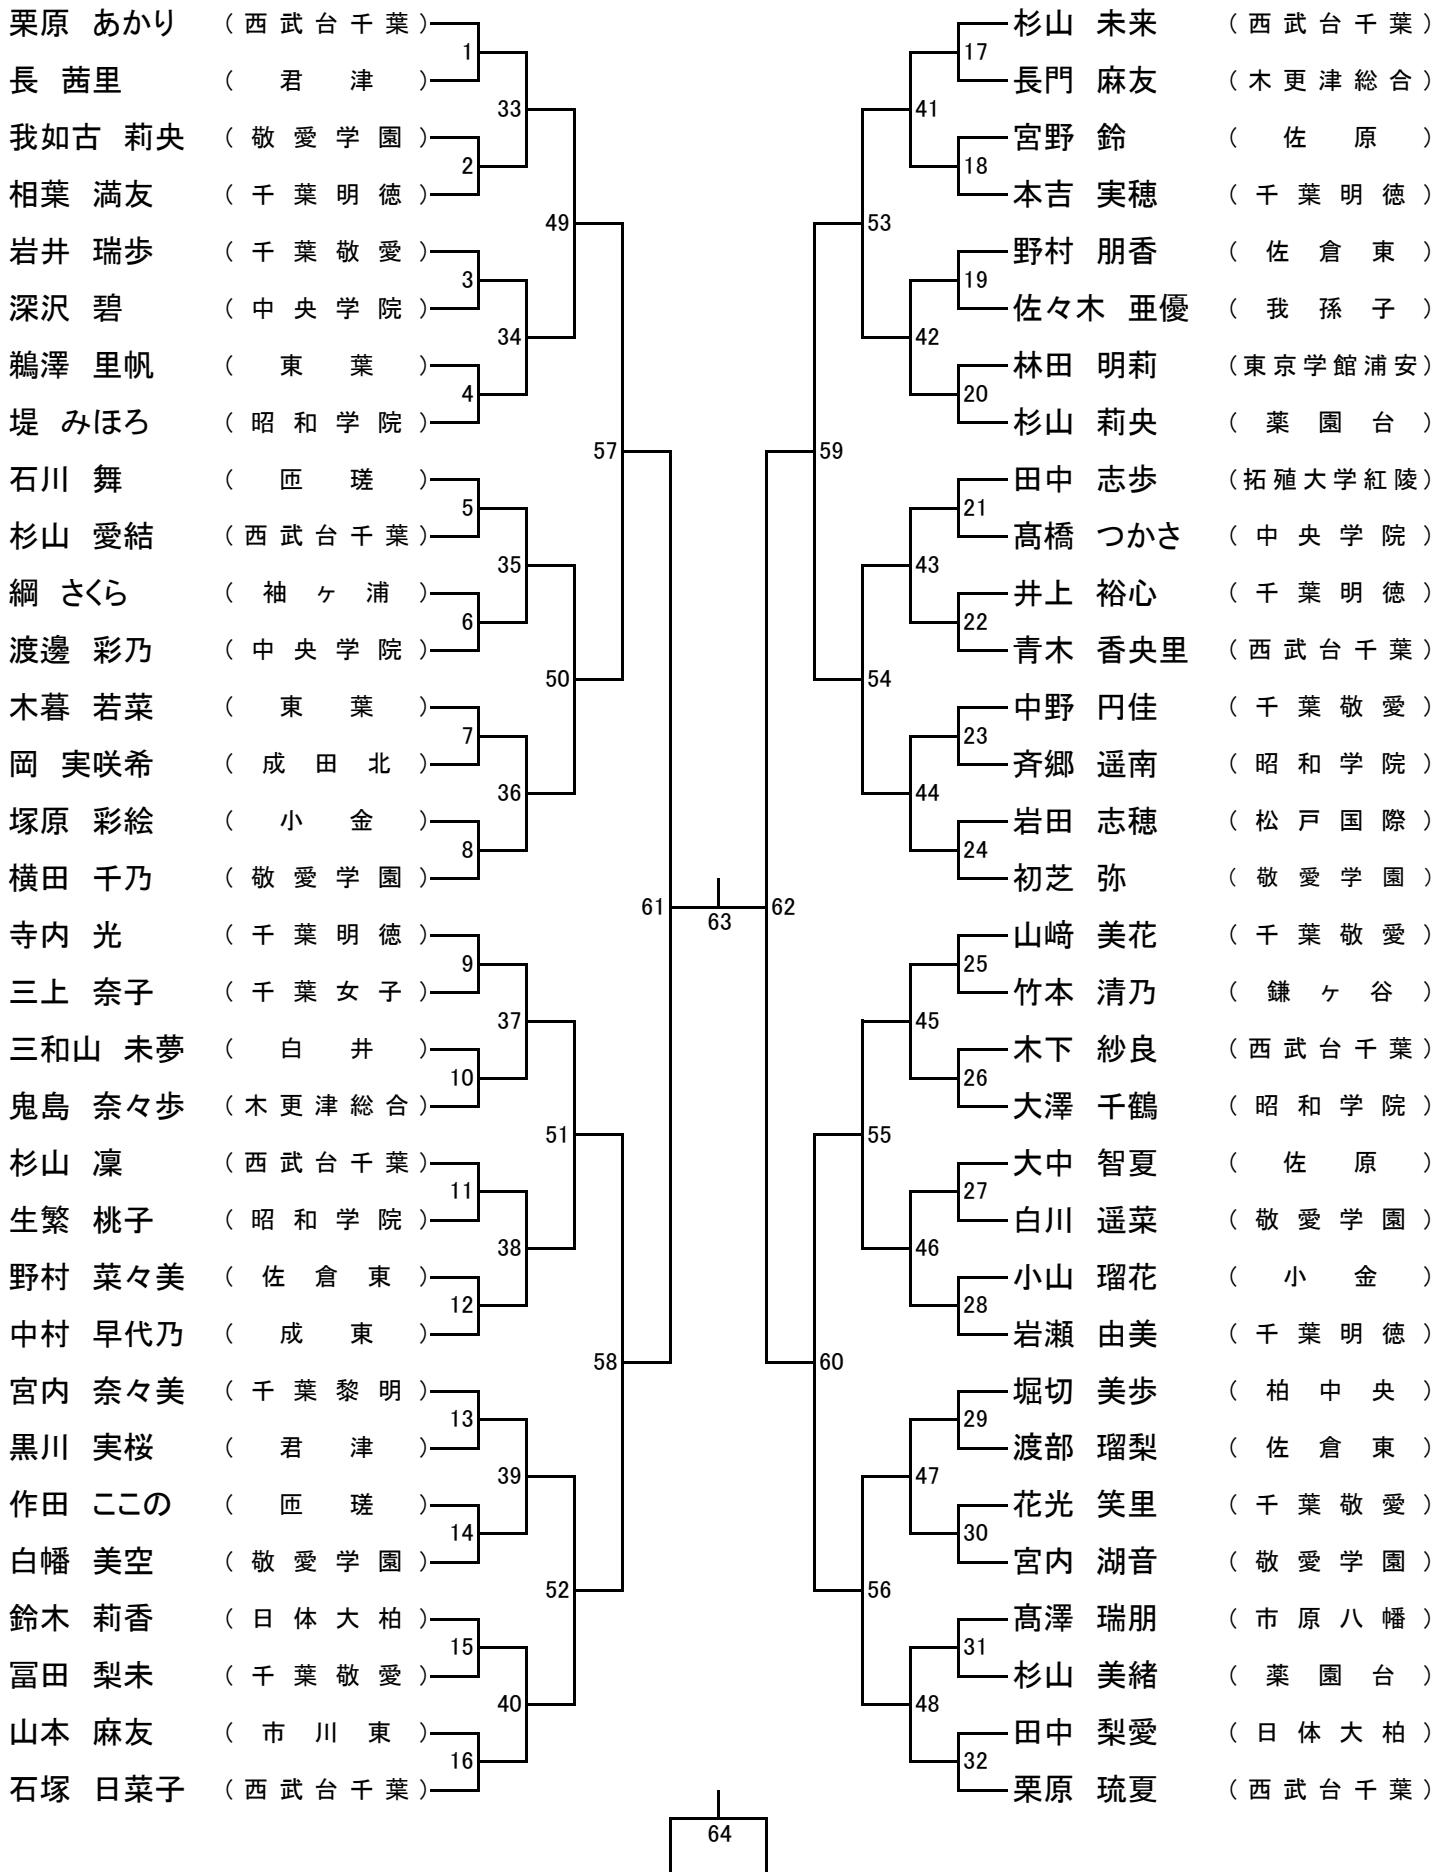 栗原 あかり (西武台千葉)
1
長 茜里 (君津)
33
我如古 莉央 (敬愛学園)
2
相葉 満友 (千葉明徳)
49
岩井 瑞歩 (千葉敬愛)
3
深沢 碧 (中央学院)
34
鵜澤 里帆 (東葉)
4
堤 みほろ (昭和学院)
57
石川 舞 (匝瑳)
5
杉山 愛結 (西武台千葉)
35
綱 さくら (袖ヶ浦)
6
渡邊 彩乃 (中央学院)
50
木暮 若菜 (東葉)
7
岡 実咲希 (成田北)
36
塚原 彩絵 (小金)
8
横田 千乃 (敬愛学園)
61
寺内 光 (千葉明徳)
9
三上 奈子 (千葉女子)
37
三和山 未夢 (白井)
10
鬼島 奈々歩 (木更津総合)
51
杉山 凜 (西武台千葉)
11
生繁 桃子 (昭和学院)
38
野村 菜々美 (佐倉東)
12
中村 早代乃 (成東)
58
宮内 奈々美 (千葉黎明)
13
黒川 実桜 (君津)
39
作田 ここの (匝瑳)
14
白幡 美空 (敬愛学園)
52
鈴木 莉香 (日体大柏)
15
冨田 梨未 (千葉敬愛)
40
山本 麻友 (市川東)
16
石塚 日菜子 (西武台千葉)
63
64
杉山 未来 (西武台千葉)
17
長門 麻友 (木更津総合)
41
宮野 鈴 (佐原)
18
本吉 実穂 (千葉明徳)
53
野村 朋香 (佐倉東)
19
佐々木 亜優 (我孫子)
42
林田 明莉 (東京学館浦安)
20
杉山 莉央 (薬園台)
59
田中 志歩 (拓殖大学紅陵)
21
髙橋 つかさ (中央学院)
43
井上 裕心 (千葉明徳)
22
青木 香央里 (西武台千葉)
54
中野 円佳 (千葉敬愛)
23
斉郷 遥南 (昭和学院)
44
岩田 志穂 (松戸国際)
24
初芝 弥 (敬愛学園)
62
山﨑 美花 (千葉敬愛)
25
竹本 清乃 (鎌ヶ谷)
45
木下 紗良 (西武台千葉)
26
大澤 千鶴 (昭和学院)
55
大中 智夏 (佐原)
27
白川 遥菜 (敬愛学園)
46
小山 瑠花 (小金)
28
岩瀬 由美 (千葉明徳)
60
堀切 美歩 (柏中央)
29
渡部 瑠梨 (佐倉東)
47
花光 笑里 (千葉敬愛)
30
宮内 湖音 (敬愛学園)
56
髙澤 瑞朋 (市原八幡)
31
杉山 美緒 (薬園台)
48
田中 梨愛 (日体大柏)
32
栗原 琉夏 (西武台千葉)